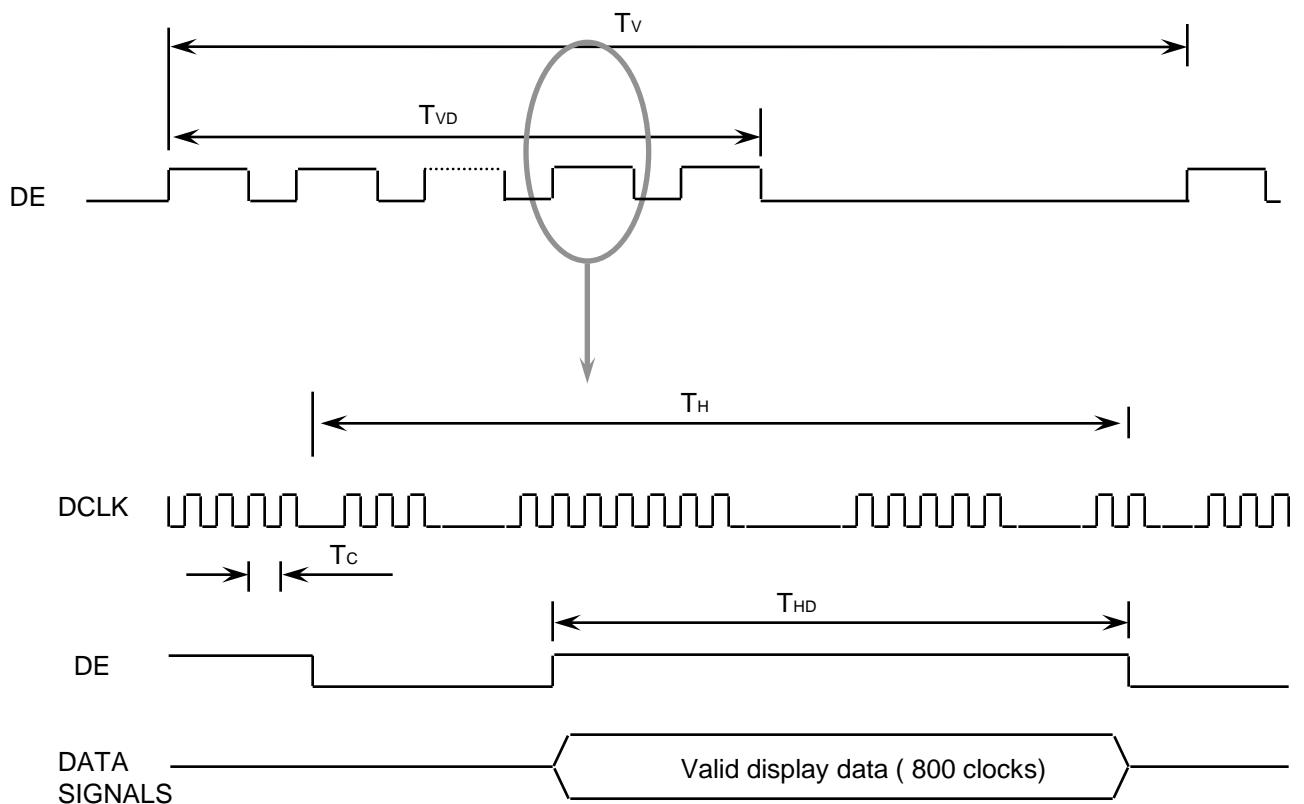 TV
TVD
DE
TH
DCLK
TC
THD
DE
Valid display data ( 800 clocks)
DATA
SIGNALS